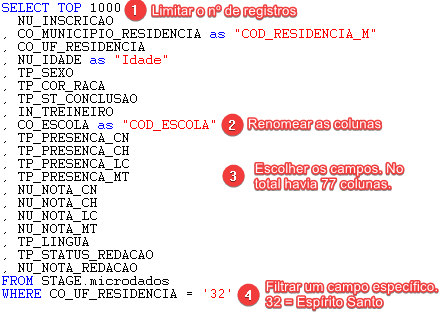 SELECT TOP 1000 1 Limitar o nº de registros
NU_INSCRICAO
, CO_MUNICIPIO_RESIDENCIA as "COD_RESIDENCIA_M"
, CO_UF_RESIDENCIA
, NU_IDADE as "Idade"
, TP_SEXO
, TP_COR_RACA
, TP_ST_CONCLUSAO
, IN_TREINEIRO
, CO_ESCOLA as "COD_ESCOLA" 2 Renomear as colunas
, TP_PRESENCA_CN
, TP_PRESENCA_CH
, TP_PRESENCA_LC
, TP_PRESENCA_MT
3 Escolher os campos. No
total havia 77 colunas.
, NU_NOTA_CN
, NU_NOTA_CH
, NU_NOTA_LC
, NU_NOTA_MT
, TP_LINGUA
, TP_STATUS_REDACAO
, NU_NOTA_REDACAO
FROM STAGE.microdados
WHERE CO_UF_RESIDENCIA = '32'
4 Filtrar um campo específico.
32 = Espírito Santo